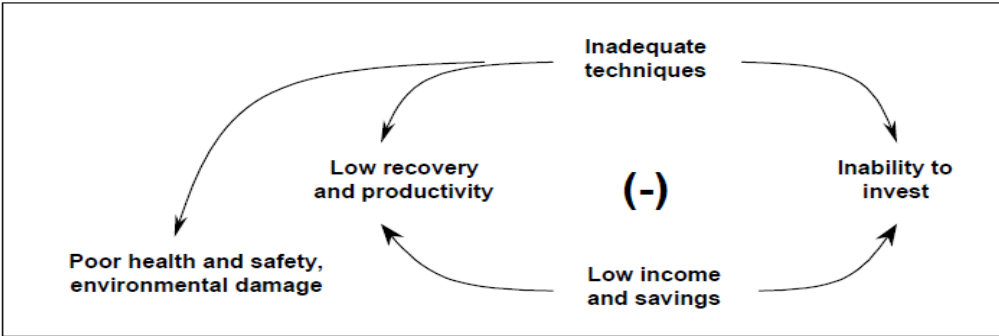 Inadequate
techniques
Low recovery
and productivity
(-)
Inability to
invest
Poor health and safety,
environmental damage
Low income
and savings